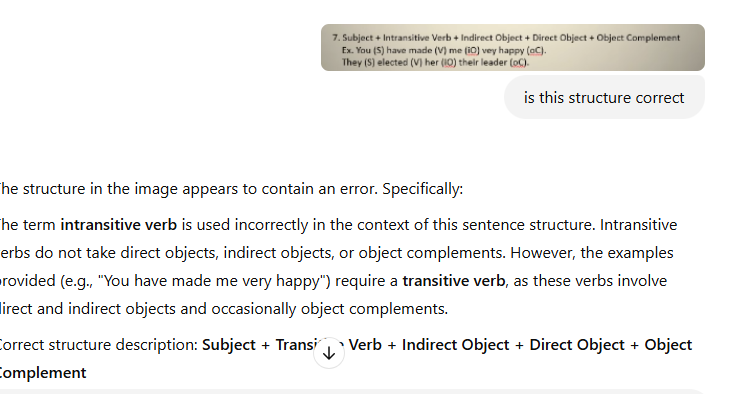 7. Subject + Intransitive Verb + Indirect Object + Direct Object + Object Complement
Ex. You (S) have made (V) me (iO) vey happy (oC).
They (S) elected (V) her (IO) their leader (oC).
is this structure correct
he structure in the image appears to contain an error. Specifically:
he term intransitive verb is used incorrectly in the context of this sentence structure. Intransitive
erbs do not take direct objects, indirect objects, or object complements. However, the examples
rovided (e.g., "You have made me very happy") require a transitive verb, as these verbs involve
irect and indirect objects and occasionally object complements.
orrect structure description: Subject + Transi Verb + Indirect Object + Direct Object + Object
omplement